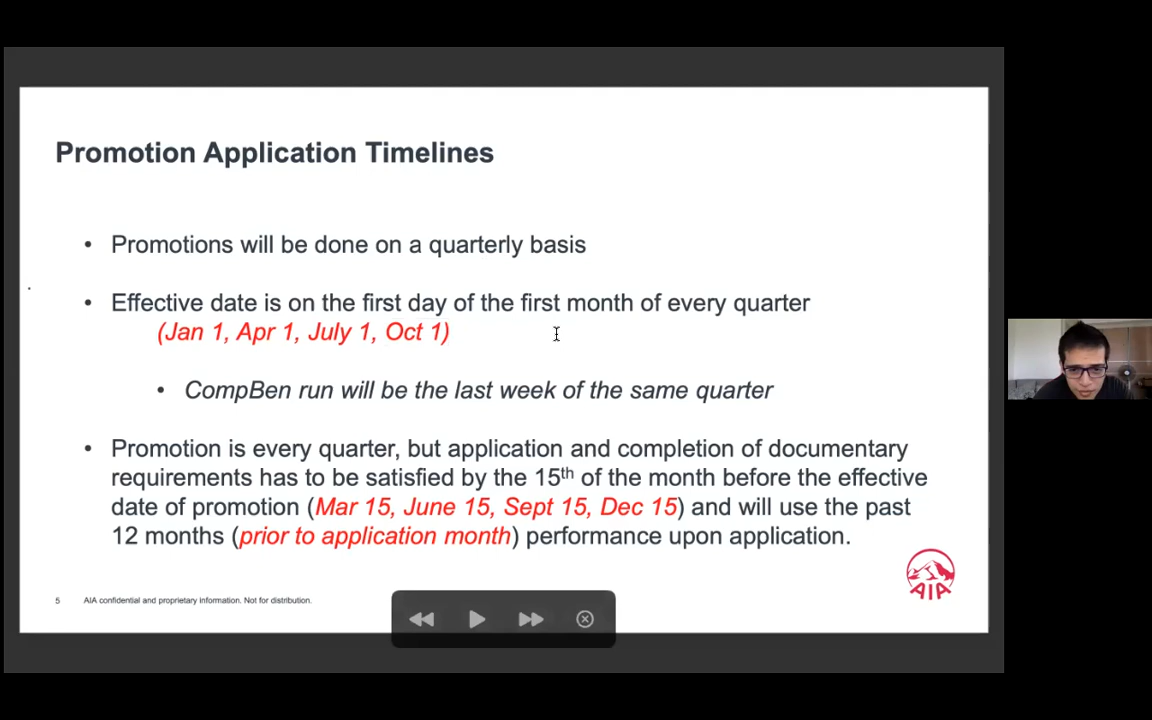 Promotion Application Timelines
• Promotions will be done on a quarterly basis
• Effective date is on the first day of the first month of every quarter
(Jan 1, Apr 1, July 1, Oct 1)
• CompBen run will be the last week of the same quarter
• Promotion is every quarter, but application and completion of documentary
requirements has to be satisfied by the 15th of the month before the effective
date of promotion (Mar 15, June 15, Sept 15, Dec 15) and will use the past
12 months (prior to application month) performance upon application.
AIA
5 AIA confidential and proprietary information. Not for distribution.